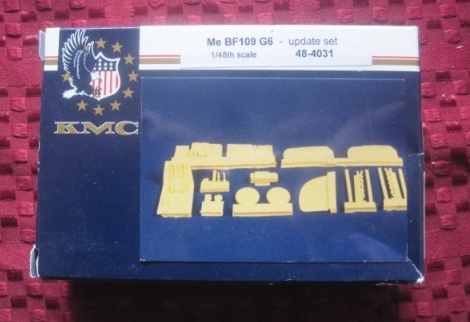 Me BF109 G6 - update set
1/48th scale 48-4031
KMC